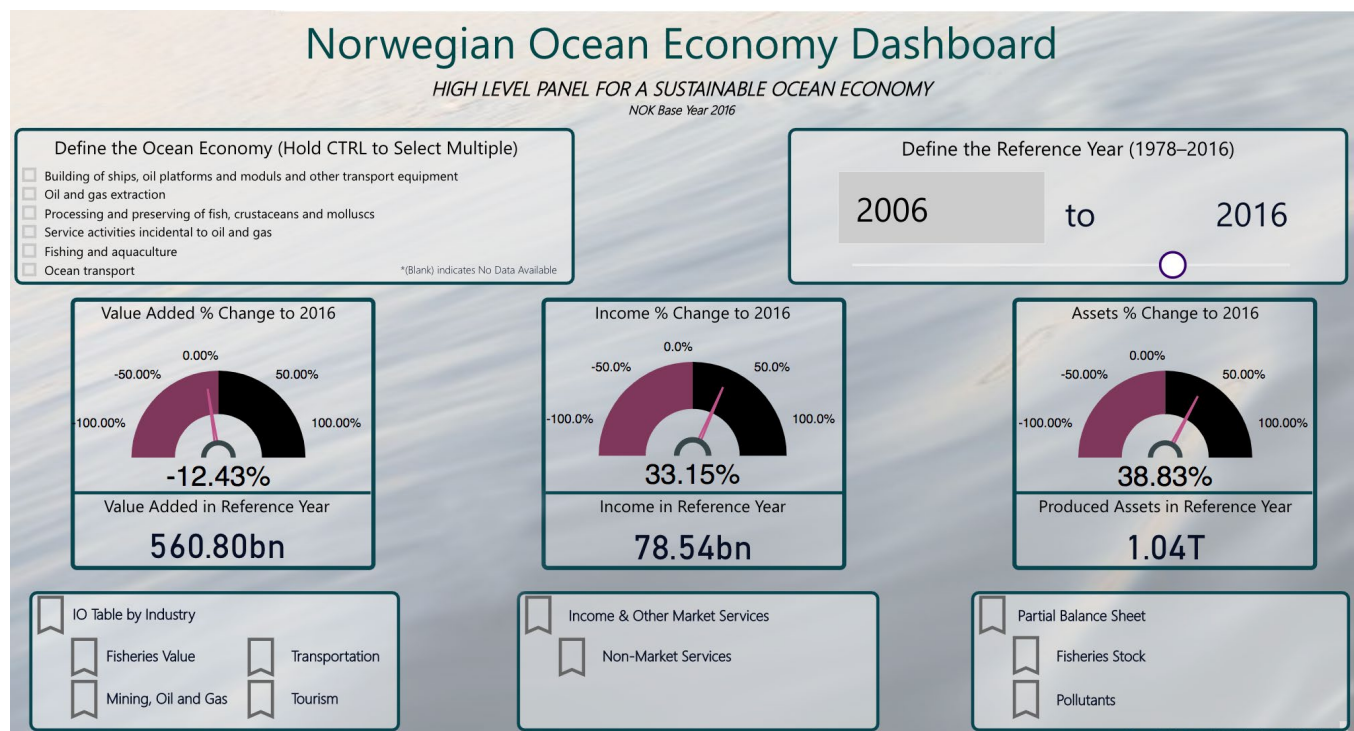 Norwegian Ocean Economy Dashboard
HIGH LEVEL PANEL FOR A SUSTAINABLE OCEAN ECONOMY
NOK Base Year 2016
Define the Ocean Economy (Hold CTRL to Select Multiple)
Building of ships, oil platforms and moduls and other transport equipment
Oil and gas extraction
Processing and preserving of fish, crustaceans and molluscs
Service activities incidental to oil and gas
Fishing and aquaculture
Ocean transport
*(Blank) indicates No Data Available
Define the Reference Year (1978–2016)
2006 to 2016
Value Added % Change to 2016
0.00%
-50.00% 50.00%
-100.00% 100.00%
-12.43%
Value Added in Reference Year
560.80bn
Income % Change to 2016
0.0%
-50.0% 50.0%
-100.0% 100.0%
33.15%
Income in Reference Year
78.54bn
Assets % Change to 2016
0.00%
-50.00% 50.00%
-100.00% 100.00%
38.83%
Produced Assets in Reference Year
1.04T
IO Table by Industry
Fisheries Value Transportation
Mining, Oil and Gas Tourism
Income & Other Market Services
Non-Market Services
Partial Balance Sheet
Fisheries Stock
Pollutants